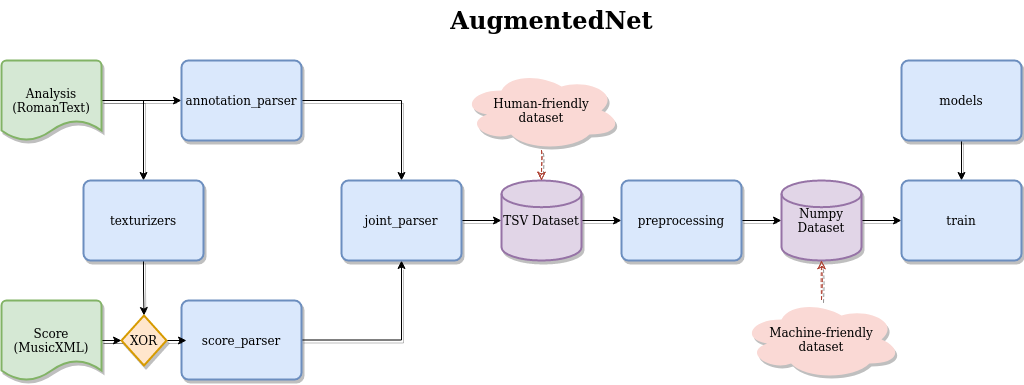 AugmentedNet
Analysis
(RomanText)
annotation_parser
Human-friendly
dataset
models
texturizers
joint_parser
TSV Dataset
preprocessing
Numpy
Dataset
train
Score
(MusicXML)
XOR
score_parser
Machine-friendly
dataset